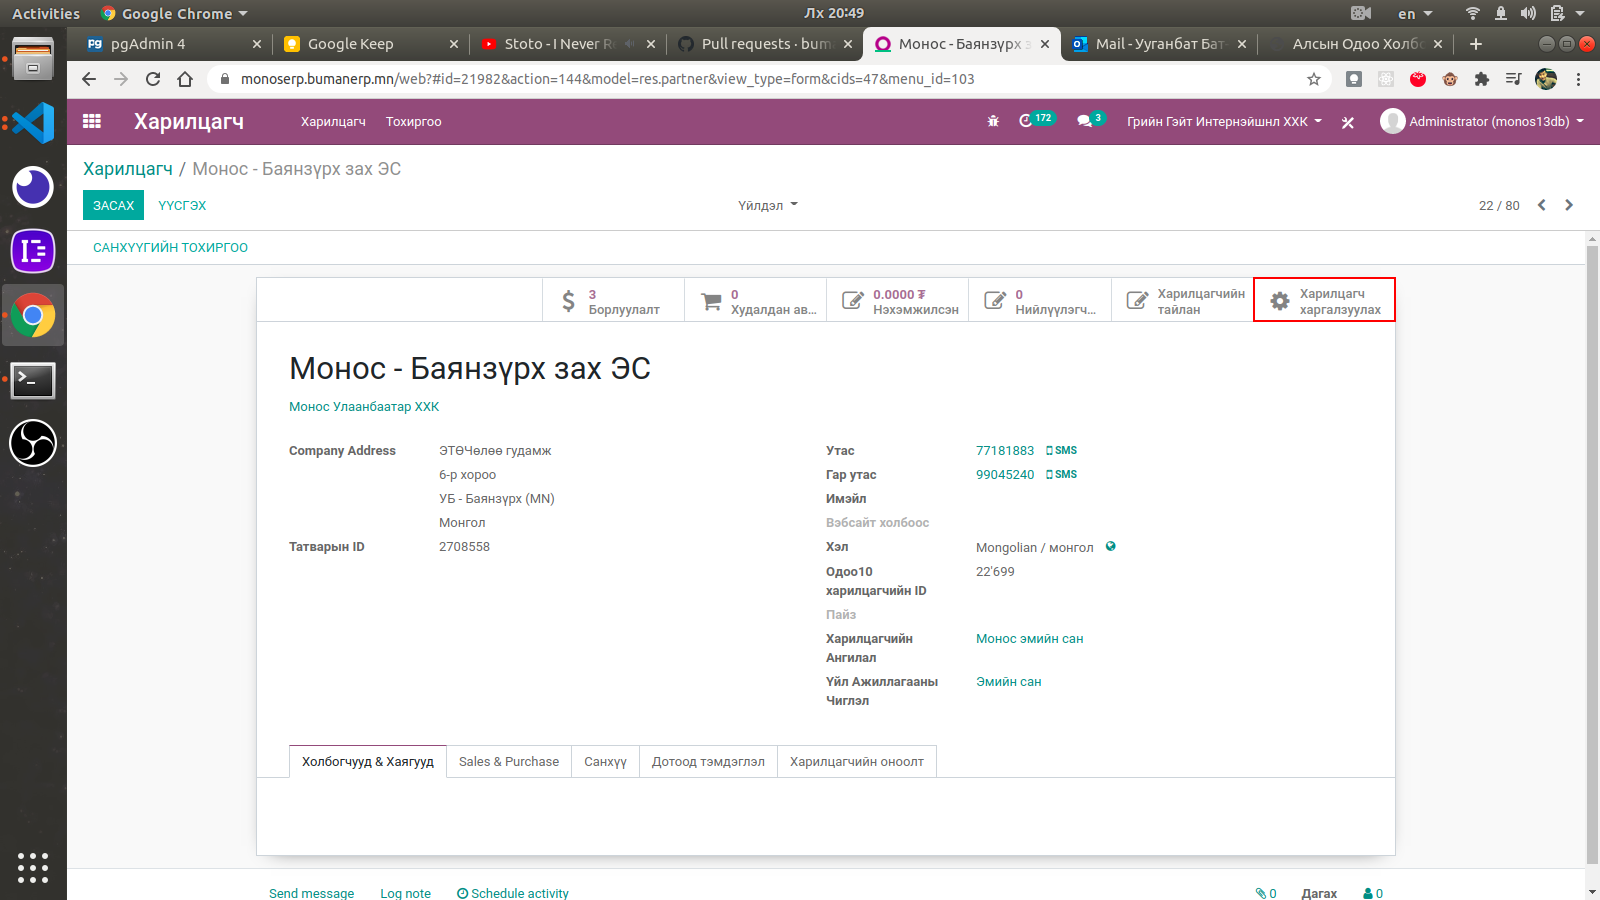 Activities
Google Chrome
Лх 20:49
en
pgAdmin 4
Google Keep
Stoto - I Never R
Pull requests · bum
Монос - Баянзүрх з
Mail - Ууганбат Бат
Алсын Одоо Холбо
monoserp.bumanerp.mn/web?#id=21982&action=144&model=res.partner&view_type=form&cids=47&menu_id=103
Харилцагч
Харилцагч
Тохиргоо
172
3
Грийн Гэйт Интернэйшнл ХХК
Administrator (monos13db)
Харилцагч / Монос - Баянзүрх зах ЭС
ЗАСАХ
ҮҮСГЭХ
Үйлдэл
22 / 80
САНХҮҮГИЙН ТОХИРГОО
3
Борлуулалт
0
Худалдан ав...
0.0000 ₮
Нэхэмжилсэн
0
Нийлүүлэгч...
Харилцагчийн
тайлан
Харилцагч
харгалзуулах
Монос - Баянзүрх зах ЭС
Монос Улаанбаатар ХХК
Company Address
ЭТӨЧөлөө гудамж
6-р хороо
УБ - Баянзүрх (MN)
Монгол
Татварын ID
2708558
Утас
77181883
SMS
Гар утас
99045240
SMS
Имэйл
Вэбсайт холбоос
Хэл
Mongolian / монгол
Одоо10
харилцагчийн ID
22'699
Пайз
Харилцагчийн
Ангилал
Монос эмийн сан
Үйл Ажиллагааны
Чиглэл
Эмийн сан
Холбогчууд & Хаягууд
Sales & Purchase
Санхүү
Дотоод тэмдэглэл
Харилцагчийн оноолт
Send message
Log note
Schedule activity
0
Дагах
0